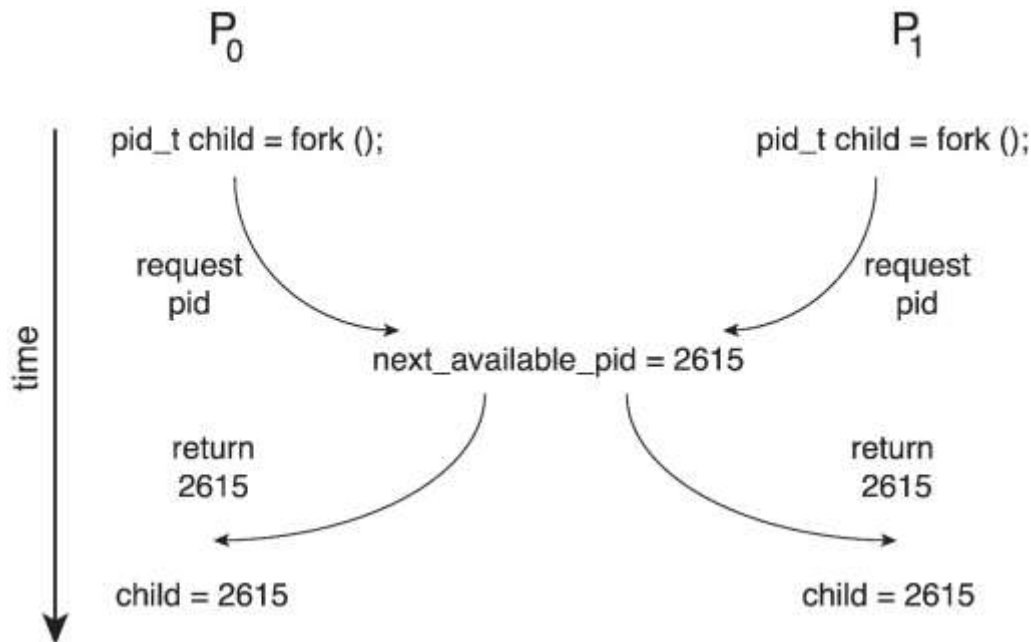 P0
P1
pid_t child = fork ();
pid_t child = fork ();
request
pid
request
pid
time
next_available_pid = 2615
return
2615
return
2615
child = 2615
child = 2615